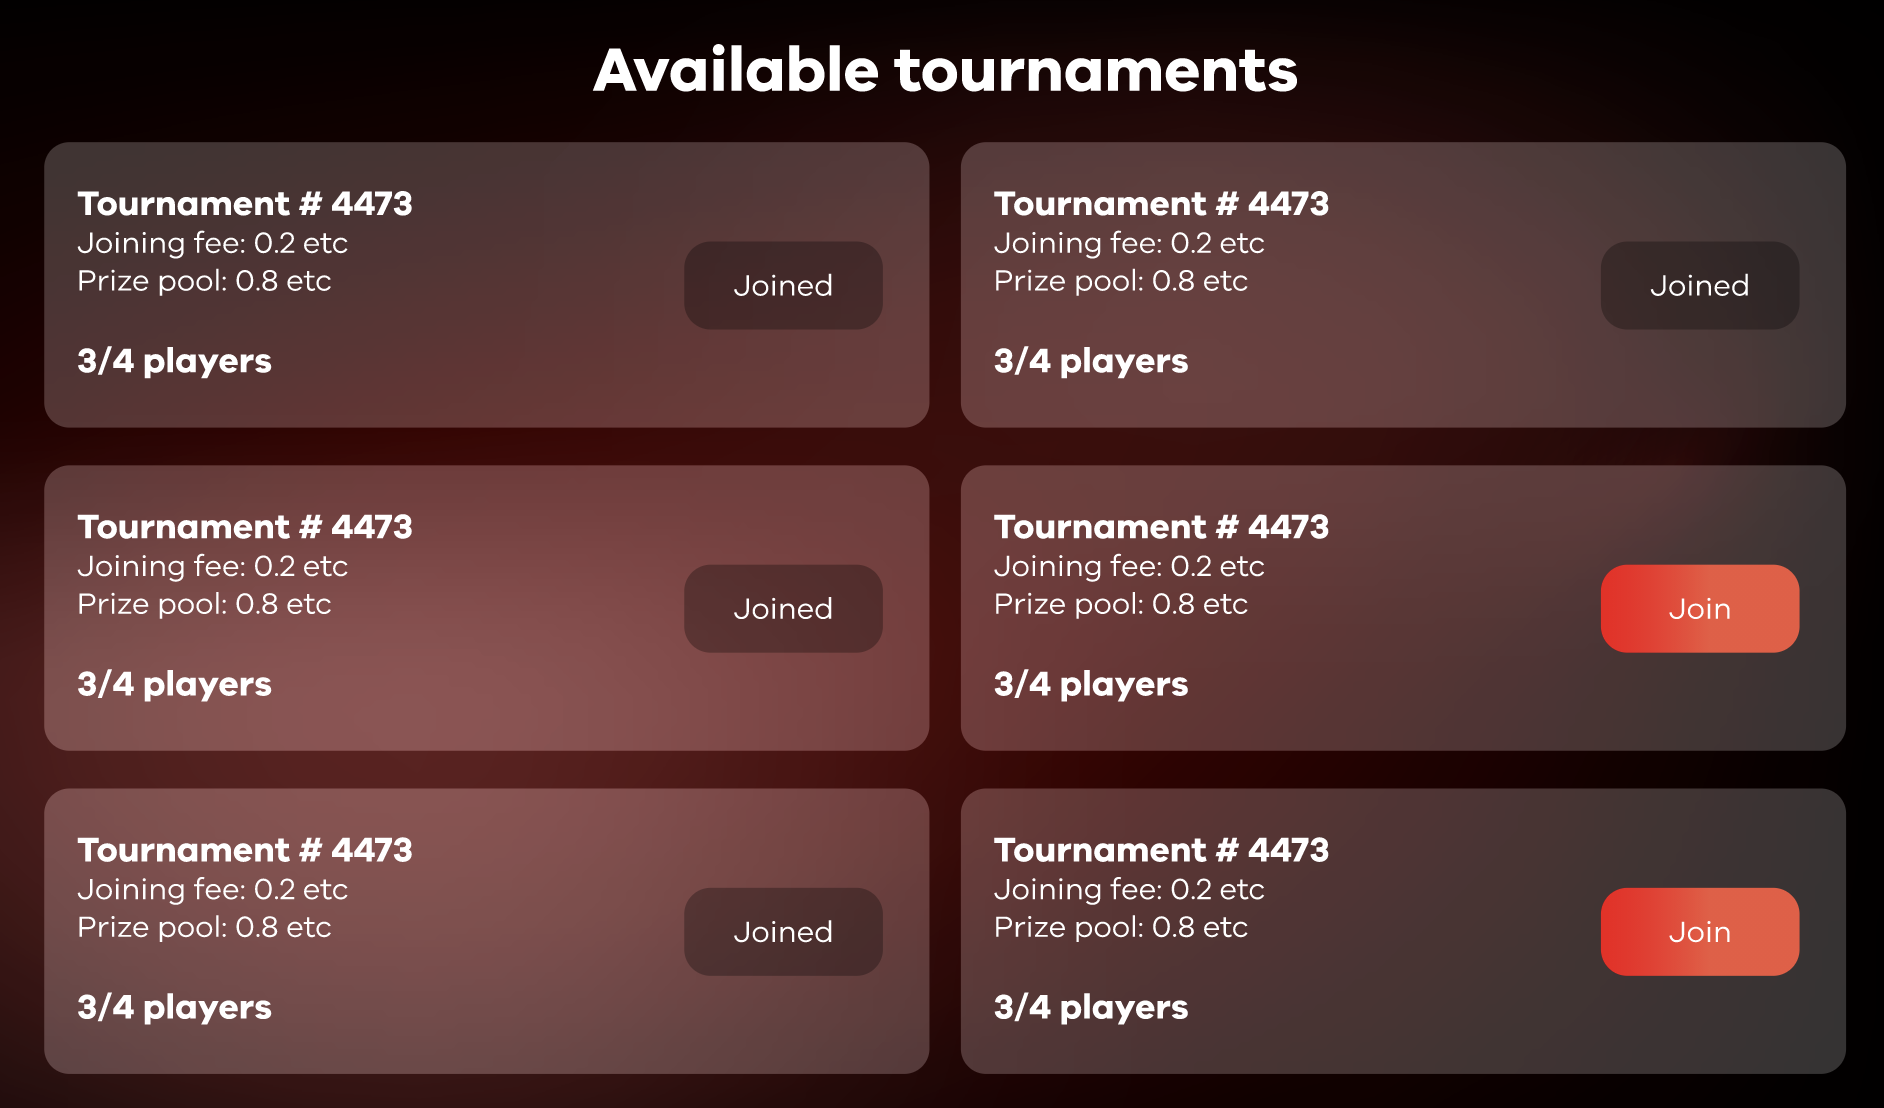 Available tournaments
Tournament # 4473
Joining fee: 0.2 etc
Prize pool: 0.8 etc
Joined
3/4 players
Tournament # 4473
Joining fee: 0.2 etc
Prize pool: 0.8 etc
Joined
3/4 players
Tournament # 4473
Joining fee: 0.2 etc
Prize pool: 0.8 etc
Joined
3/4 players
Tournament # 4473
Joining fee: 0.2 etc
Prize pool: 0.8 etc
Join
3/4 players
Tournament # 4473
Joining fee: 0.2 etc
Prize pool: 0.8 etc
Joined
3/4 players
Tournament # 4473
Joining fee: 0.2 etc
Prize pool: 0.8 etc
Join
3/4 players